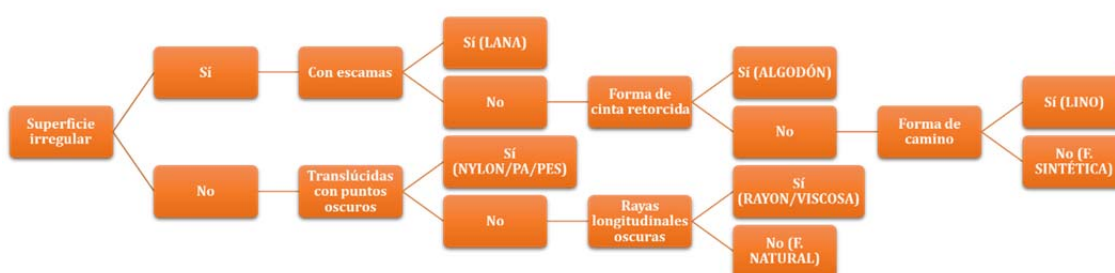 Superficie
irregular
Sí
No
Con escamas
Translúcidas
con puntos
oscuros
Sí (LANA)
No
Sí
(NYLON/PA/PES)
No
Forma de
cinta retorcida
Rayas
longitudinales
oscuras
Sí (ALGODÓN)
No
Sí
(RAYON/VISCOSA)
No (F.
NATURAL)
Forma de
camino
Sí (LINO)
No (F.
SINTÉTICA)